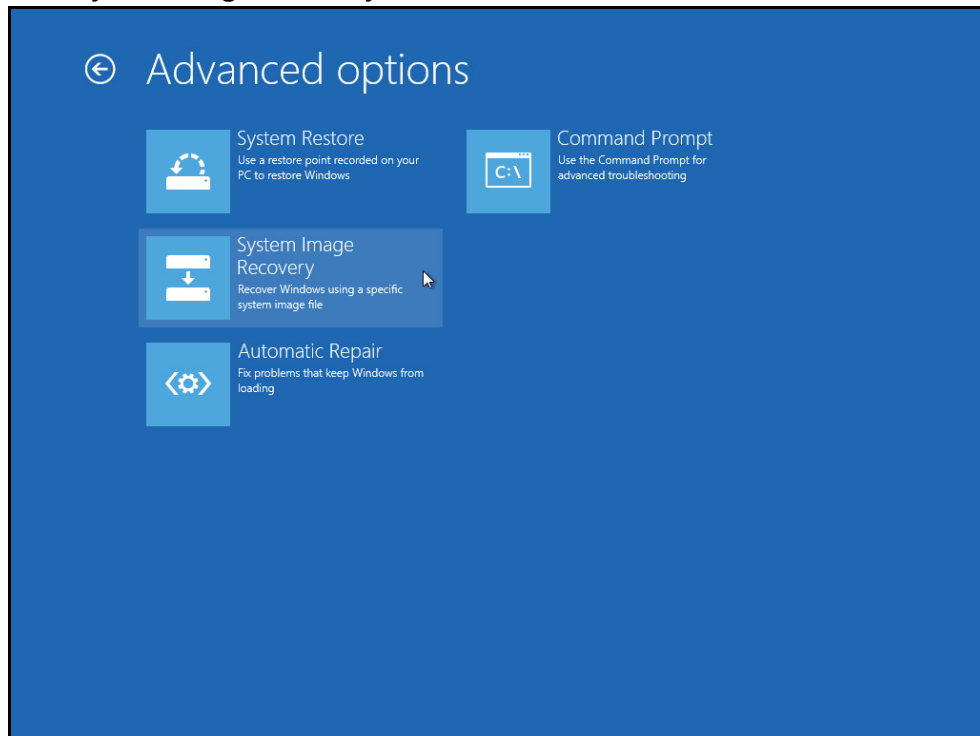 Advanced options
System Restore
Use a restore point recorded on your
PC to restore Windows
System Image
Recovery
Recover Windows using a specific
system image file
Automatic Repair
Fix problems that keep Windows from
loading
Command Prompt
Use the Command Prompt for
advanced troubleshooting
C:\